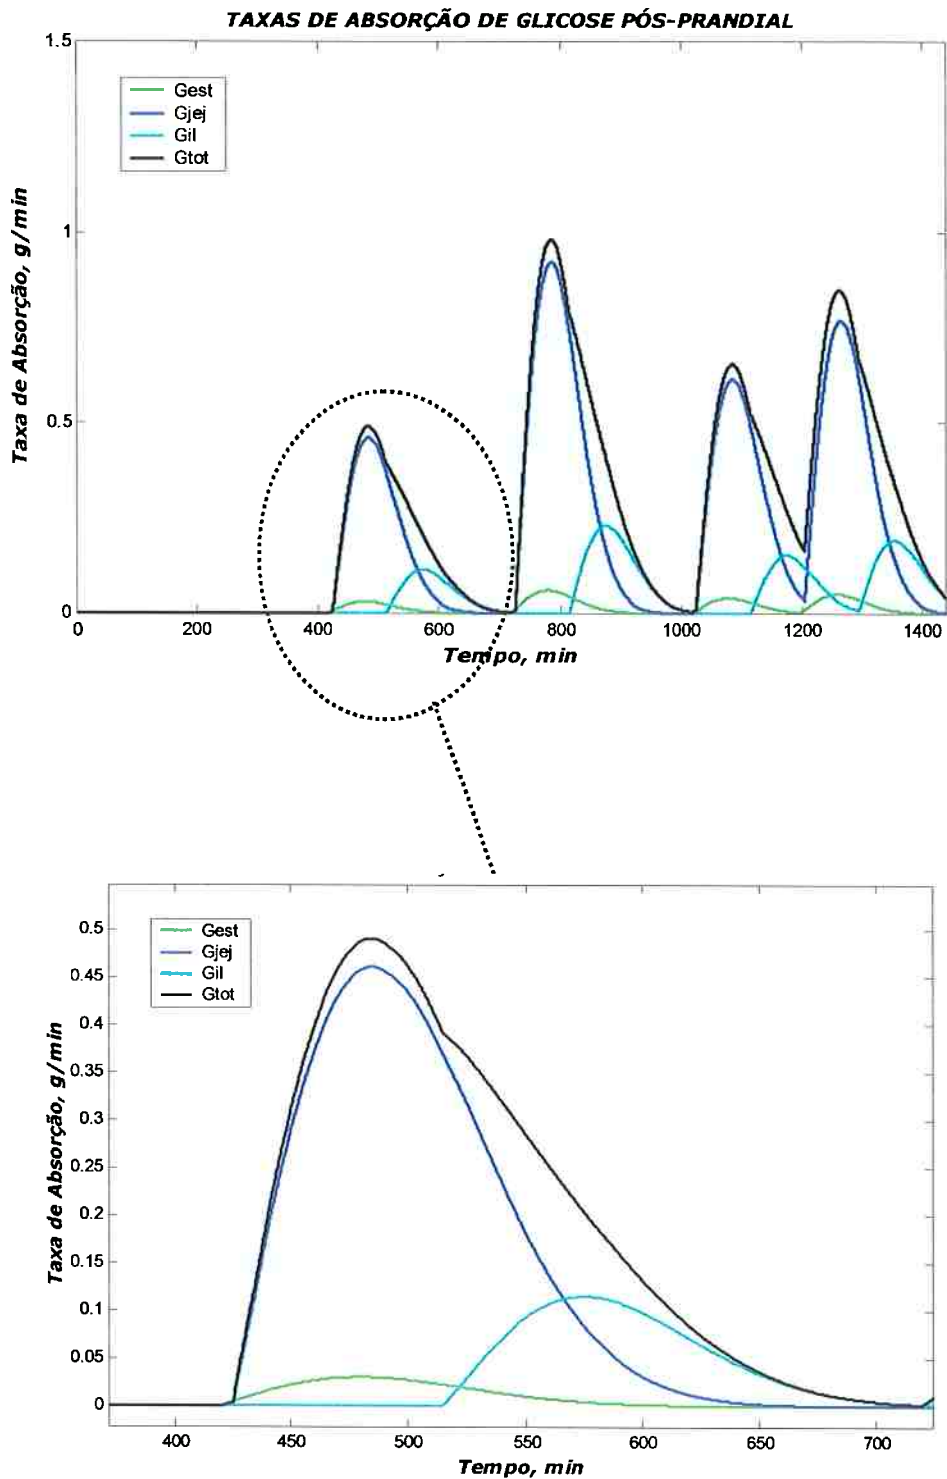 TAXAS DE ABSORÇÃO DE GLICOSE PÓS-PRANDIAL
1.5
Gest
Gjej
Gil
Gtot
1
0.5
0
Taxa de Absorção, g/min
0 200 400 600 800 1000 1200 1400
Tempo, min
Gest
Gjej
Gil
Gtot
0.5
0.45
0.4
0.35
0.3
0.25
0.2
0.15
0.1
0.05
0
Taxa de Absorção, g/min
400 450 500 550 600 650 700
Tempo, min